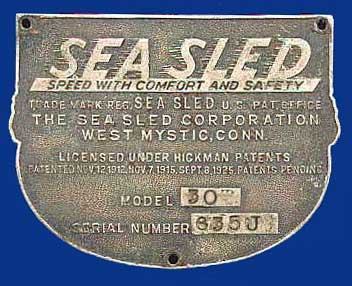 SEA SLED
SPEED WITH COMFORT AND SAFETY
TRADE MARK REG. SEA SLED U.S. PAT. OFFICE
THE SEA SLED CORPORATION
WEST MYSTIC, CONN.
LICENSED UNDER HICKMAN PATENTS
PATENTED NOV. 12, 1912, NOV. 7, 1915, SEPT. 8, 1925, PATENTS PENDING
MODEL 30
SERIAL NUMBER 635J